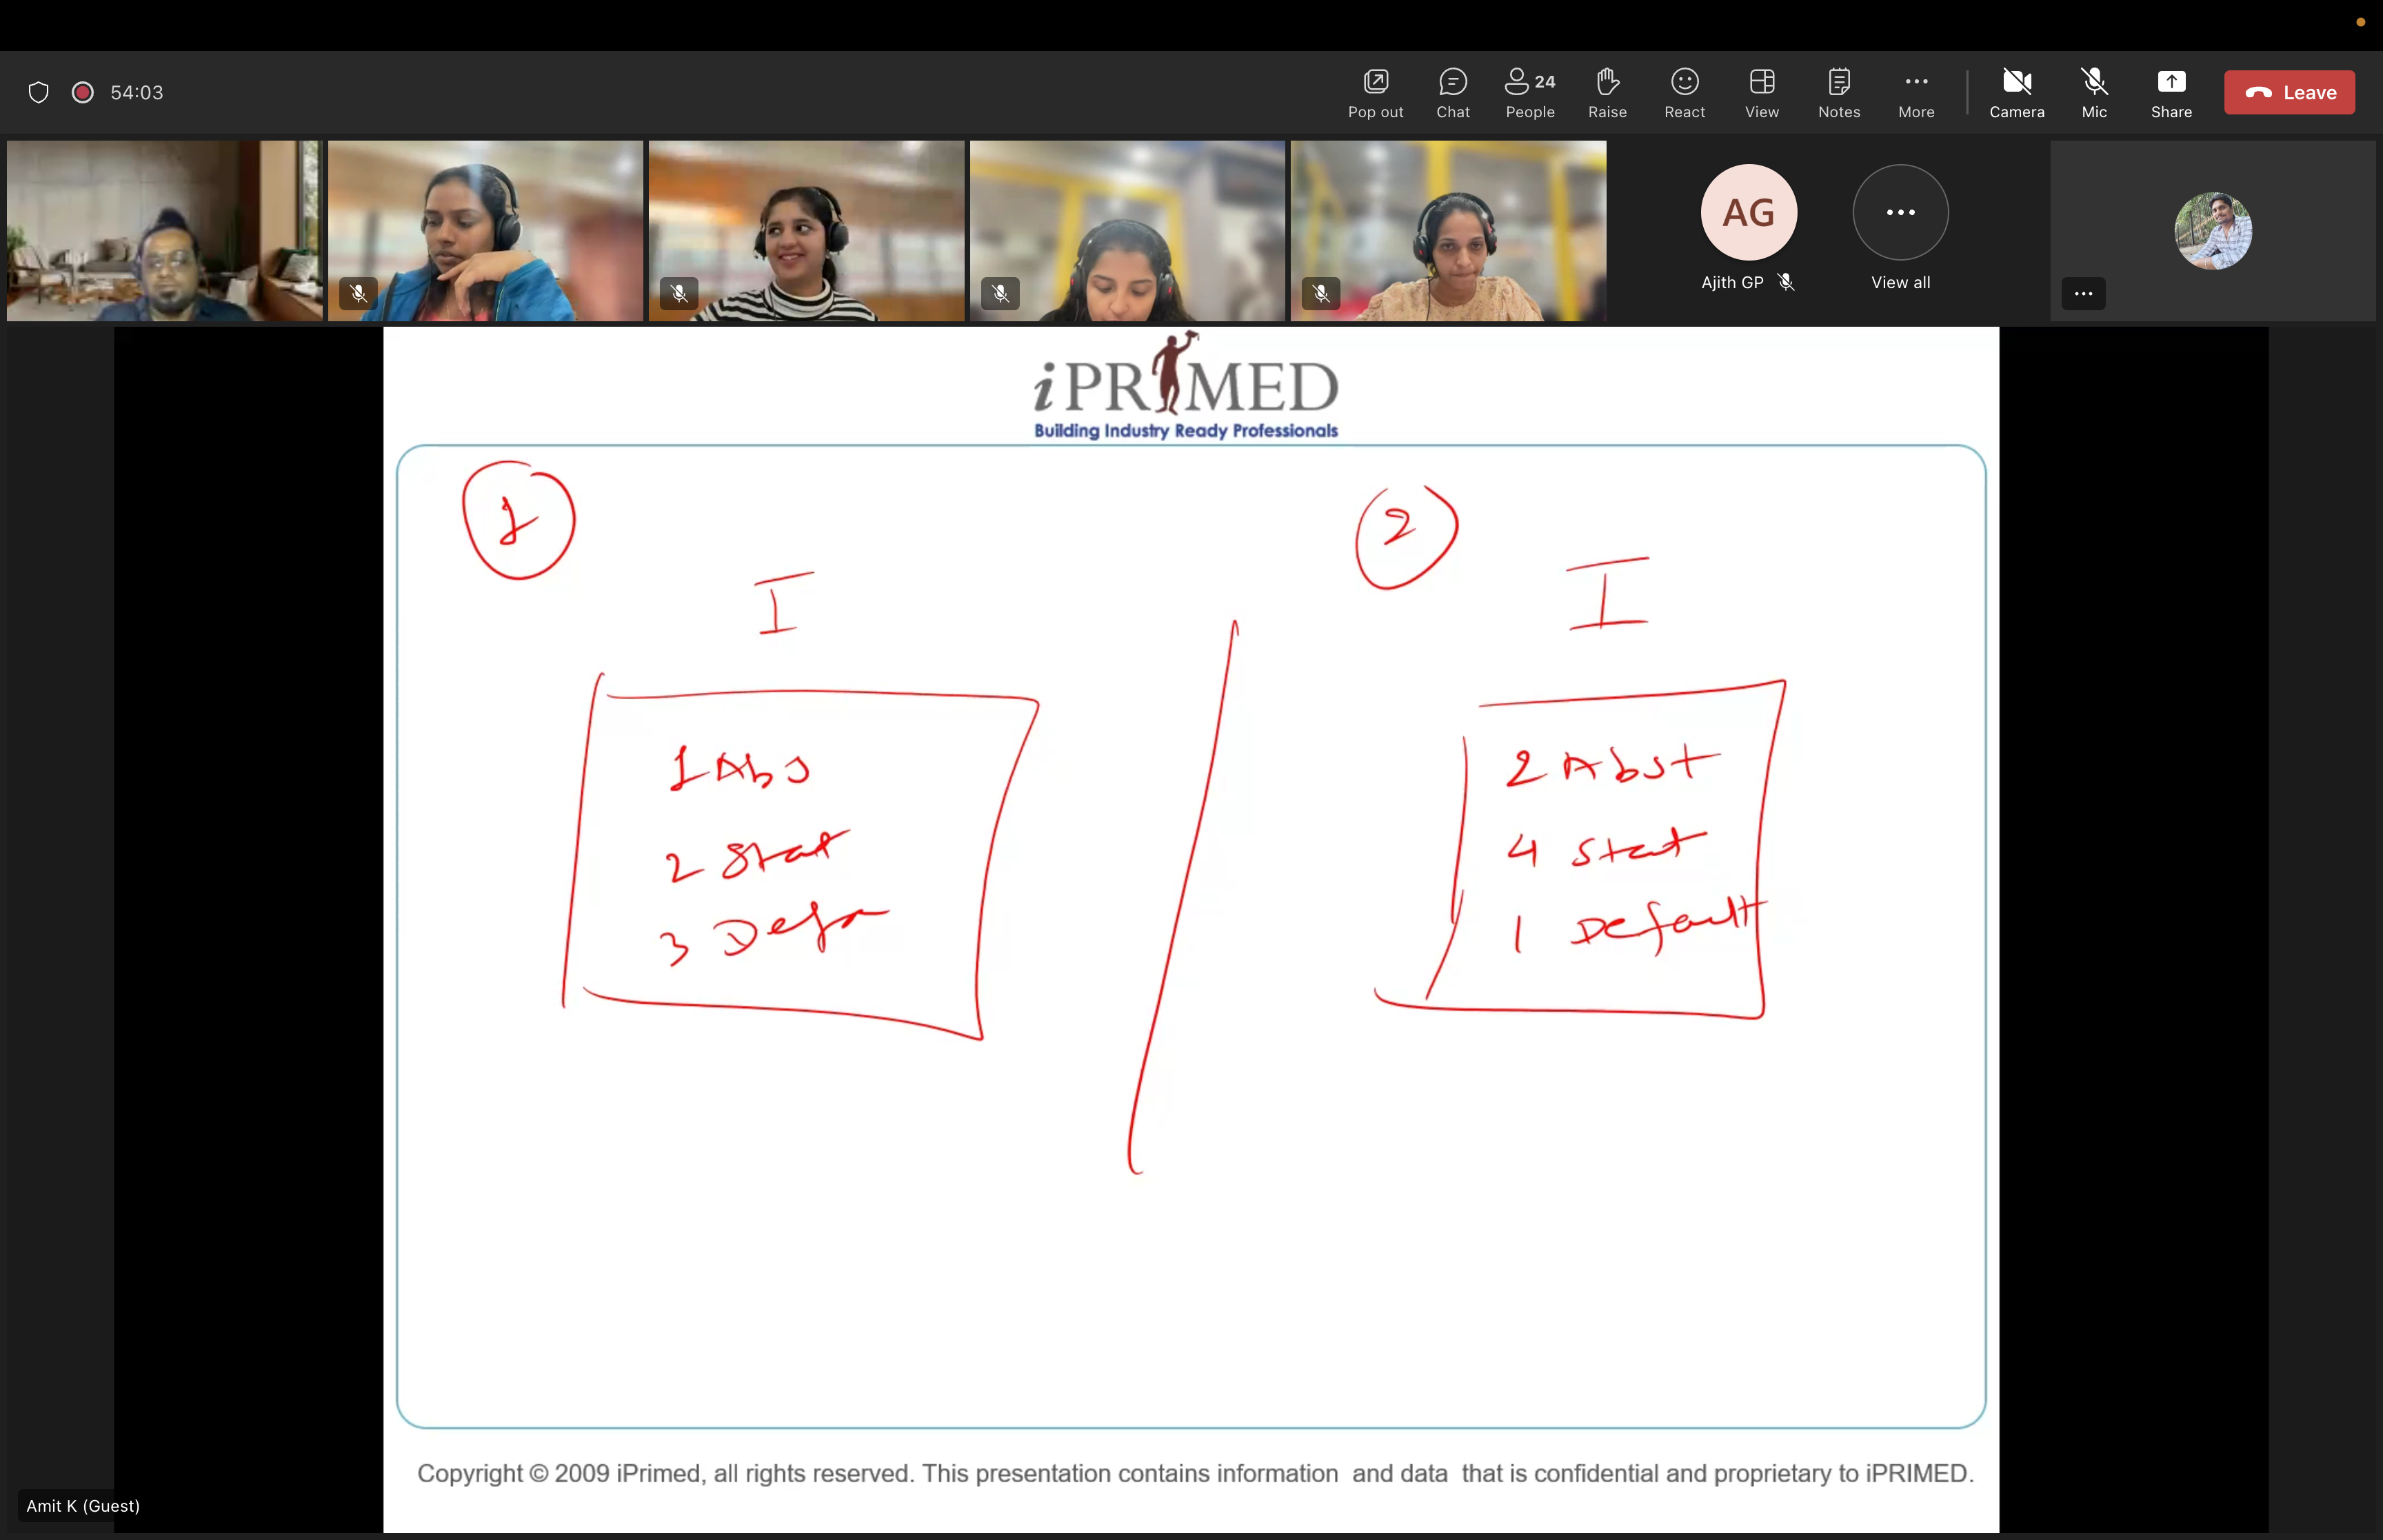 54:03
Pop out
Chat
24
People
Raise
React
View
Notes
More
Camera
Mic
Share
Leave
AG
Ajith GP
View all
iPRIMED
Building Industry Ready Professionals
1
2
I
I
1 Abs
2 Stat
3 Defa
2 Abst
4 Stat
1 Default
Copyright © 2009 iPrimed, all rights reserved. This presentation contains information and data that is confidential and proprietary to iPRIMED.
Amit K (Guest)